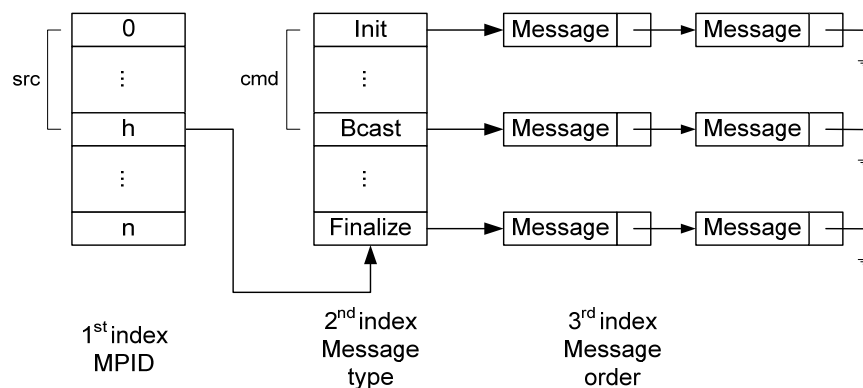 0
Init
Message
Message
src
⋮
cmd
⋮
h
Bcast
Message
Message
⋮
⋮
n
Finalize
Message
Message
1st index
MPID
2nd index
Message
type
3rd index
Message
order